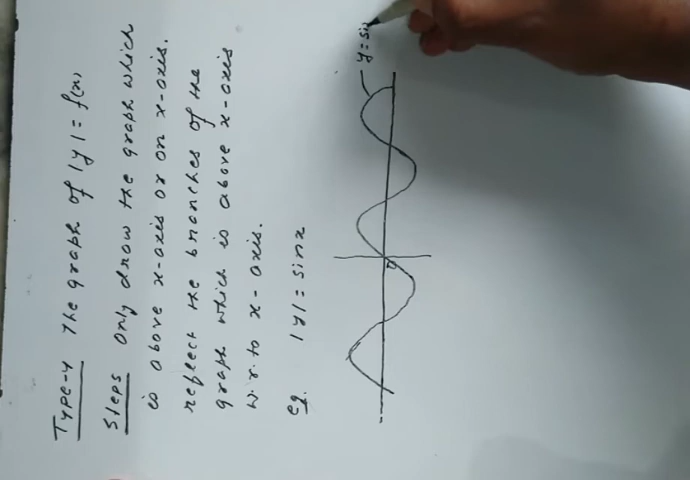 Type-4 The graph of |y| = f(x)
Steps only draw the graph which
is above x-axis or on x-axis.
reflect the branches of the
graph which is above x-axis
w.r. to x-axis.
eg. |y| = sinx
y = sin